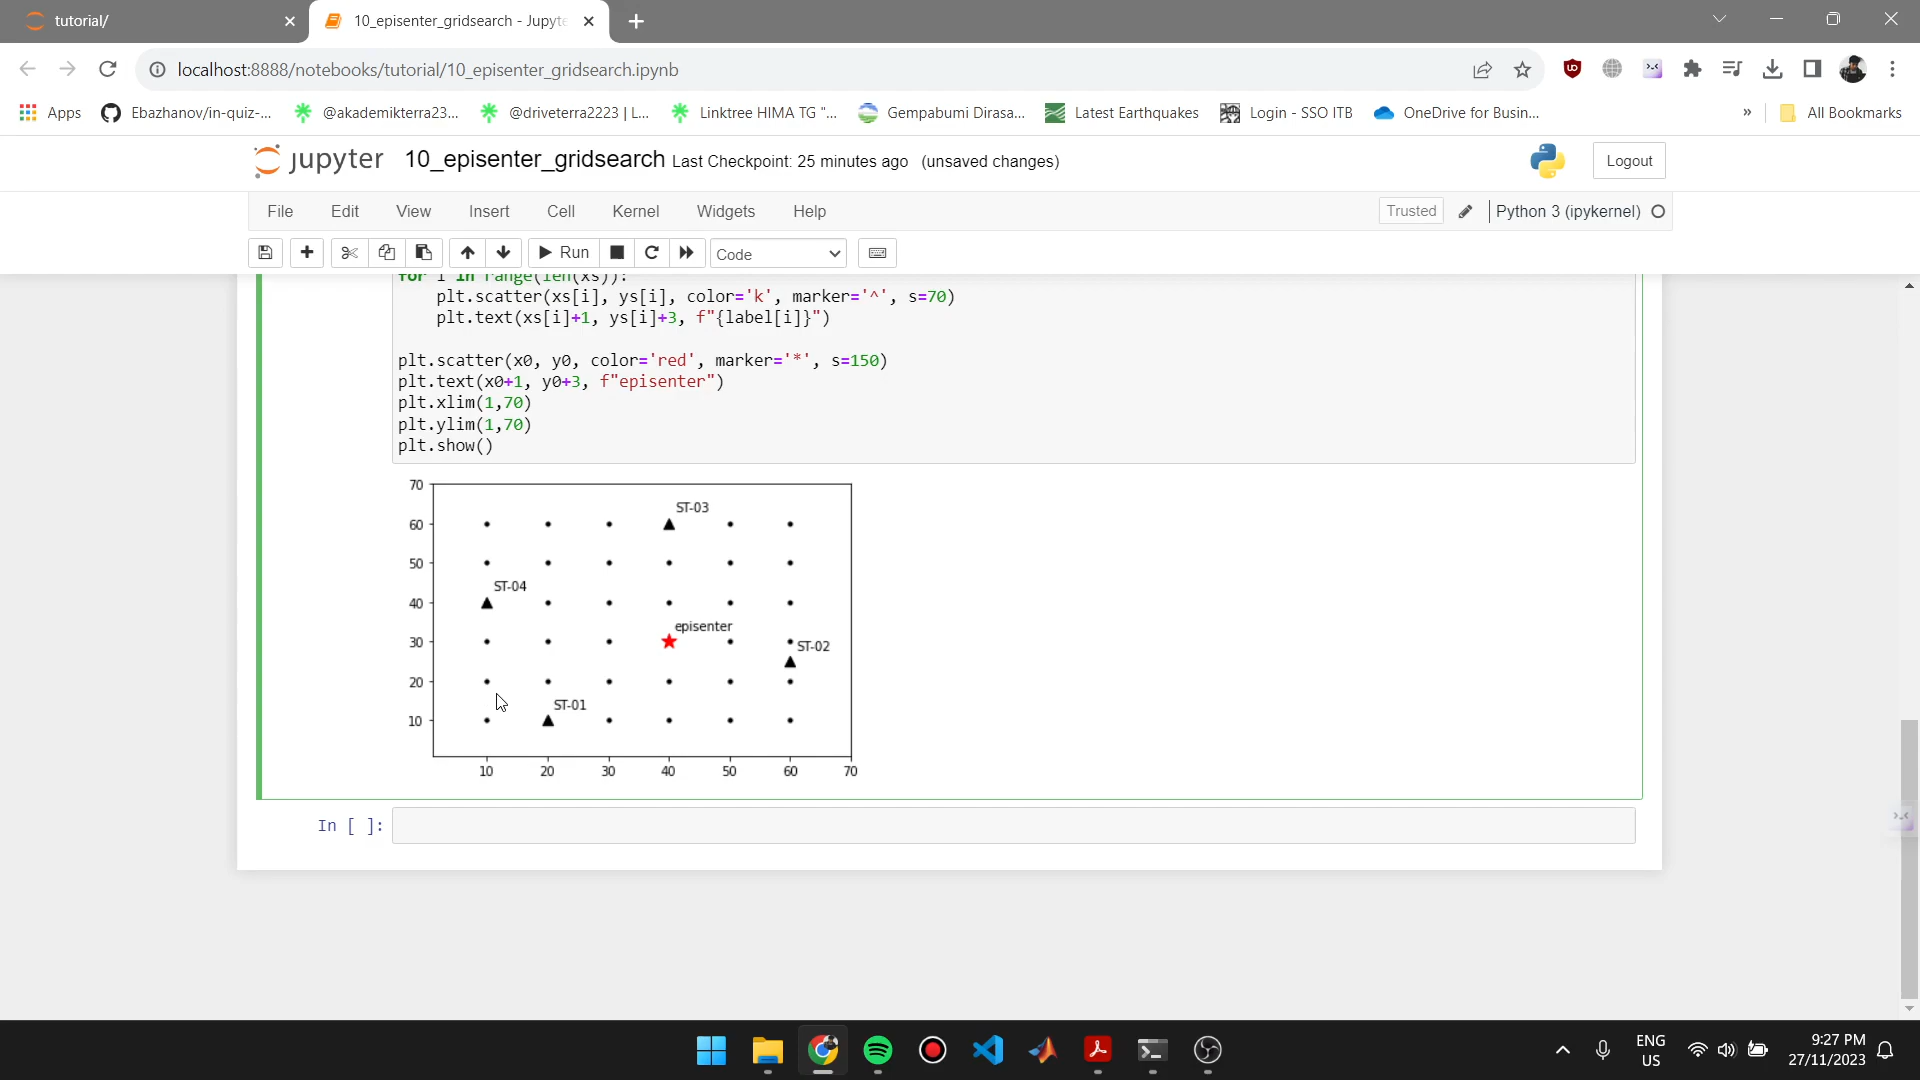 tutorial/
10_episenter_gridsearch - Jupyte
localhost:8888/notebooks/tutorial/10_episenter_gridsearch.ipynb
Apps Ebazhanov/in-quiz-... @akademikterra23... @driveterra2223 | L... Linktree HIMA TG "... Gempabumi Dirasa... Latest Earthquakes Login - SSO ITB OneDrive for Busin... » All Bookmarks
jupyter 10_episenter_gridsearch Last Checkpoint: 25 minutes ago (unsaved changes) Logout
File Edit View Insert Cell Kernel Widgets Help Trusted Python 3 (ipykernel)
Run Code
for i in range(len(xs)):
    plt.scatter(xs[i], ys[i], color='k', marker='^', s=70)
    plt.text(xs[i]+1, ys[i]+3, f"{label[i]}")
plt.scatter(x0, y0, color='red', marker='*', s=150)
plt.text(x0+1, y0+3, f"episenter")
plt.xlim(1,70)
plt.ylim(1,70)
plt.show()
70
ST-03
60
50
ST-04
40
episenter
30
ST-02
20
ST-01
10
10 20 30 40 50 60 70
In [ ]:
ENG
US
9:27 PM
27/11/2023